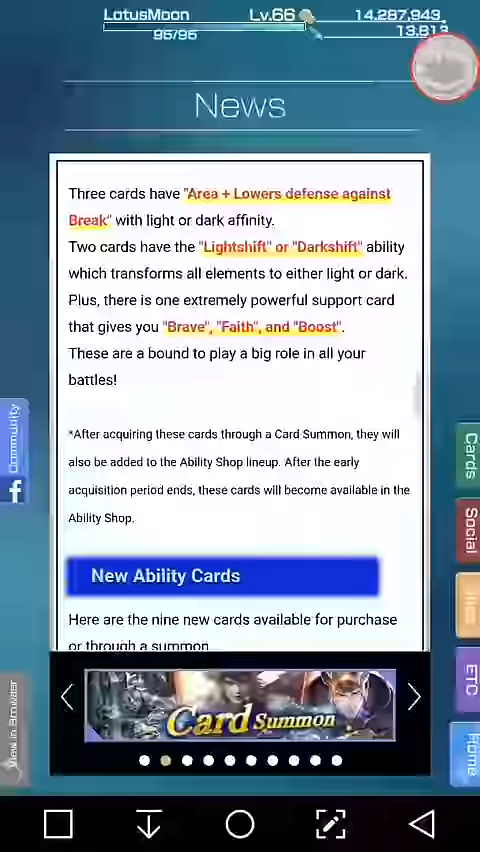 LotusMoon Lv.66 14,287,943
95/95 13,813
News
Three cards have "Area + Lowers defense against
Break" with light or dark affinity.
Two cards have the "Lightshift" or "Darkshift" ability
which transforms all elements to either light or dark.
Plus, there is one extremely powerful support card
that gives you "Brave", "Faith", and "Boost".
These are a bound to play a big role in all your
battles!
*After acquiring these cards through a Card Summon, they will
also be added to the Ability Shop lineup. After the early
acquisition period ends, these cards will become available in the
Ability Shop.
New Ability Cards
Here are the nine new cards available for purchase
or through a summon
Card Summon
Community
f
View in Browser
Cards
Social
ETC
Home